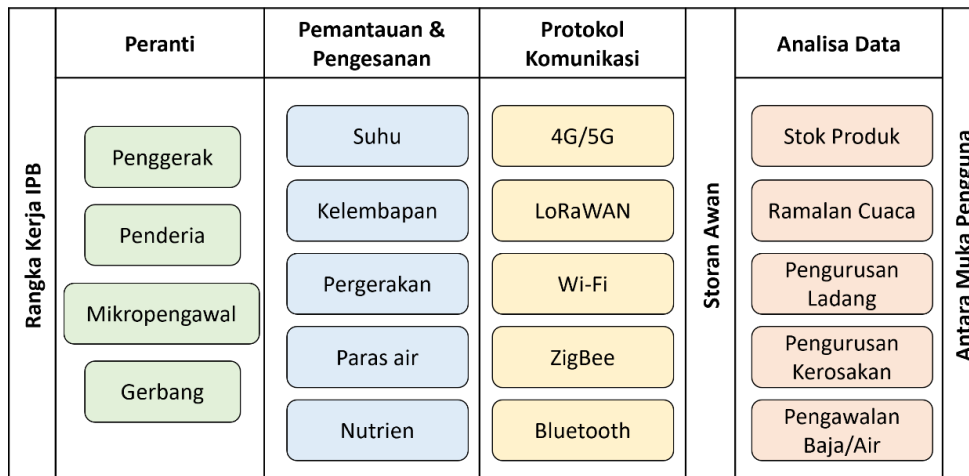 Rangka Kerja IPB
Peranti
Penggerak
Penderia
Mikropengawal
Gerbang
Pemantauan &
Pengesanan
Suhu
Kelembapan
Pergerakan
Paras air
Nutrien
Protokol
Komunikasi
4G/5G
LoRaWAN
Wi-Fi
ZigBee
Bluetooth
Storan Awan
Analisa Data
Stok Produk
Ramalan Cuaca
Pengurusan
Ladang
Pengurusan
Kerosakan
Pengawalan
Baja/Air
Antara Muka Pengguna